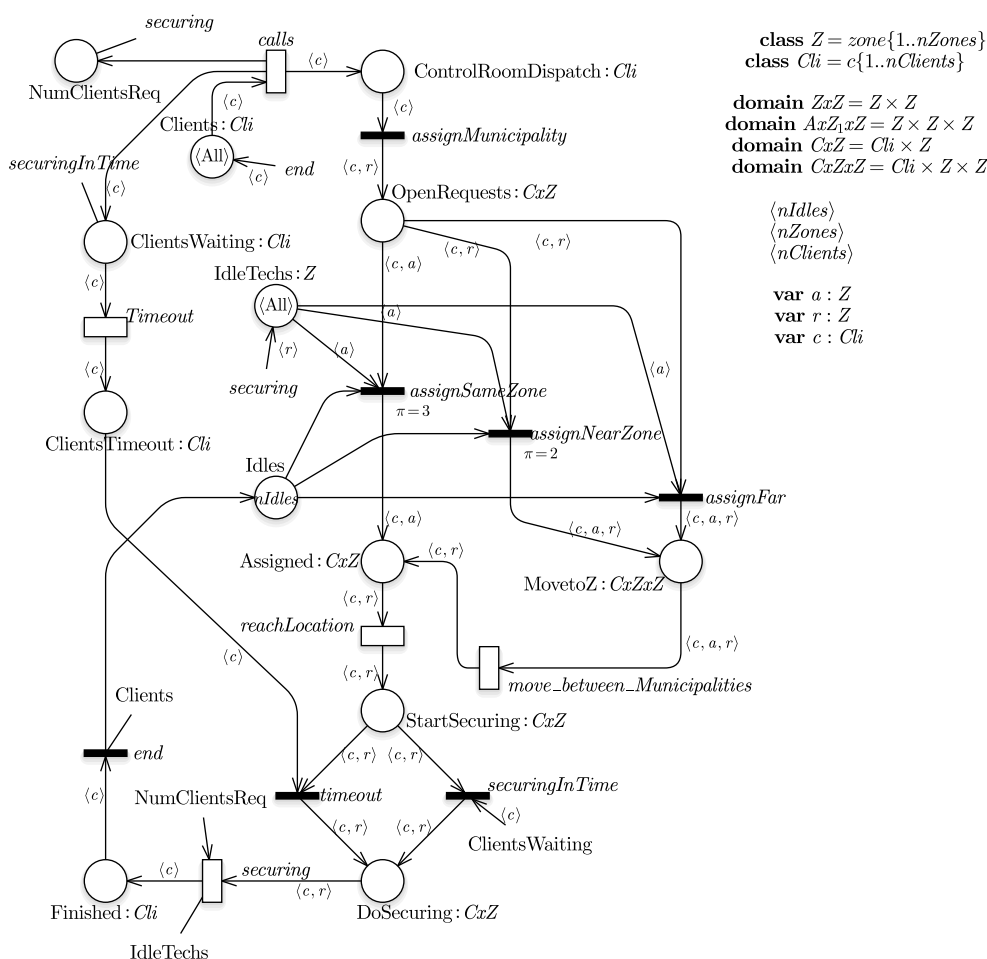 securing
calls
⟨c⟩
ControlRoomDispatch : Cli
NumClientsReq
⟨c⟩
⟨c⟩
Clients : Cli
⟨All⟩
⟨c⟩
end
assignMunicipality
securingInTime
⟨c⟩
⟨c, r⟩
OpenRequests : CxZ
ClientsWaiting : Cli
⟨c, r⟩
⟨c, r⟩
⟨c⟩
⟨c, a⟩
IdleTechs : Z
⟨All⟩
⟨a⟩
Timeout
⟨r⟩
⟨a⟩
⟨c⟩
⟨a⟩
securing
assignSameZone
π = 3
ClientsTimeout : Cli
assignNearZone
π = 2
Idles
nIdles
assignFar
⟨c, a⟩
⟨c, a, r⟩
⟨c, a, r⟩
Assigned : CxZ
⟨c, r⟩
MovetoZ : CxZxZ
⟨c, r⟩
reachLocation
⟨c⟩
⟨c, a, r⟩
⟨c, r⟩
move_between_Municipalities
Clients
StartSecuring : CxZ
end
⟨c, r⟩
⟨c, r⟩
⟨c⟩
NumClientsReq
timeout
securingInTime
⟨c, r⟩
⟨c, r⟩
⟨c⟩
ClientsWaiting
⟨c⟩
securing
⟨c, r⟩
Finished : Cli
DoSecuring : CxZ
IdleTechs
class Z = zone{1..nZones}
class Cli = c{1..nClients}
domain ZxZ = Z × Z
domain AxZ₁xZ = Z × Z × Z
domain CxZ = Cli × Z
domain CxZxZ = Cli × Z × Z
⟨nIdles⟩
⟨nZones⟩
⟨nClients⟩
var a : Z
var r : Z
var c : Cli